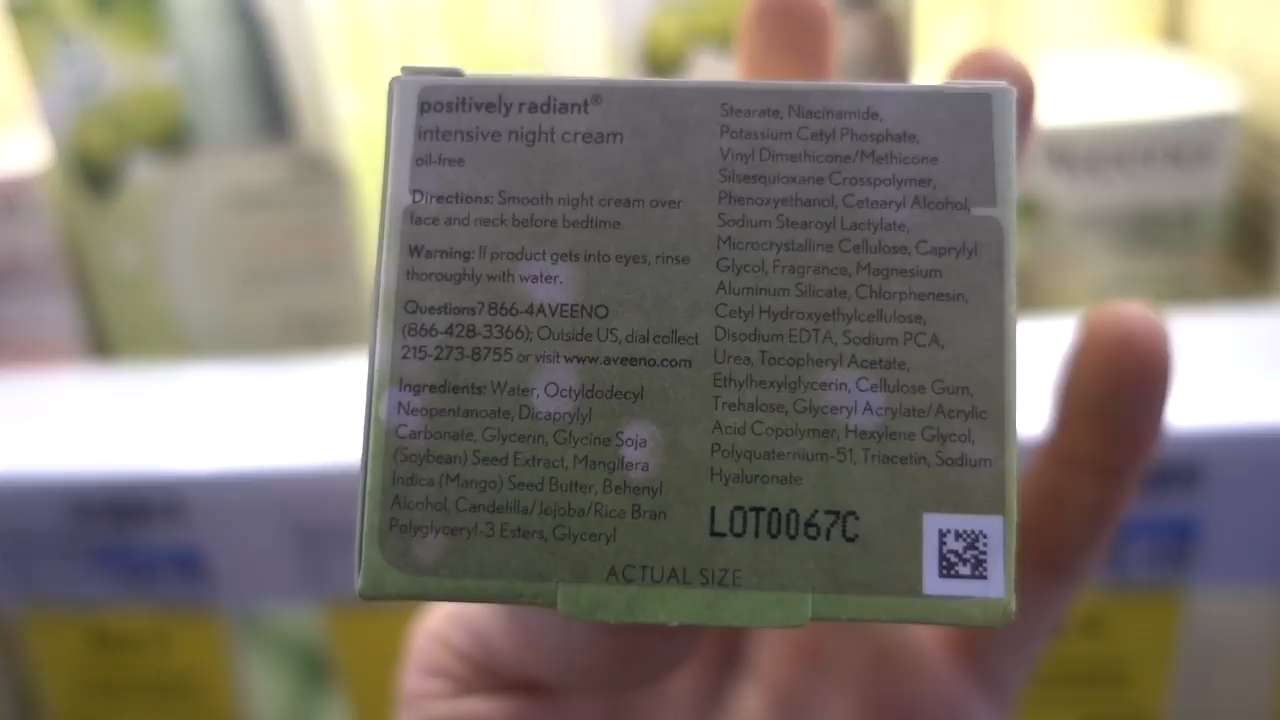 positively radiant®
intensive night cream
oil-free
Directions: Smooth night cream over
face and neck before bedtime.
Warning: If product gets into eyes, rinse
thoroughly with water.
Questions? 866-4AVEENO
(866-428-3366); Outside US, dial collect
215-273-8755 or visit www.aveeno.com
Ingredients: Water, Octyldodecyl
Neopentanoate, Dicaprylyl
Carbonate, Glycerin, Glycine Soja
(Soybean) Seed Extract, Mangifera
Indica (Mango) Seed Butter, Behenyl
Alcohol, Candelilla/Jojoba/Rice Bran
Polyglyceryl-3 Esters, Glyceryl
Stearate, Niacinamide,
Potassium Cetyl Phosphate,
Vinyl Dimethicone/Methicone
Silsesquioxane Crosspolymer,
Phenoxyethanol, Cetearyl Alcohol,
Sodium Stearoyl Lactylate,
Microcrystalline Cellulose, Caprylyl
Glycol, Fragrance, Magnesium
Aluminum Silicate, Chlorphenesin,
Cetyl Hydroxyethylcellulose,
Disodium EDTA, Sodium PCA,
Urea, Tocopheryl Acetate,
Ethylhexylglycerin, Cellulose Gum,
Trehalose, Glyceryl Acrylate/Acrylic
Acid Copolymer, Hexylene Glycol,
Polyquaternium-51, Triacetin, Sodium
Hyaluronate
LOT0067C
ACTUAL SIZE